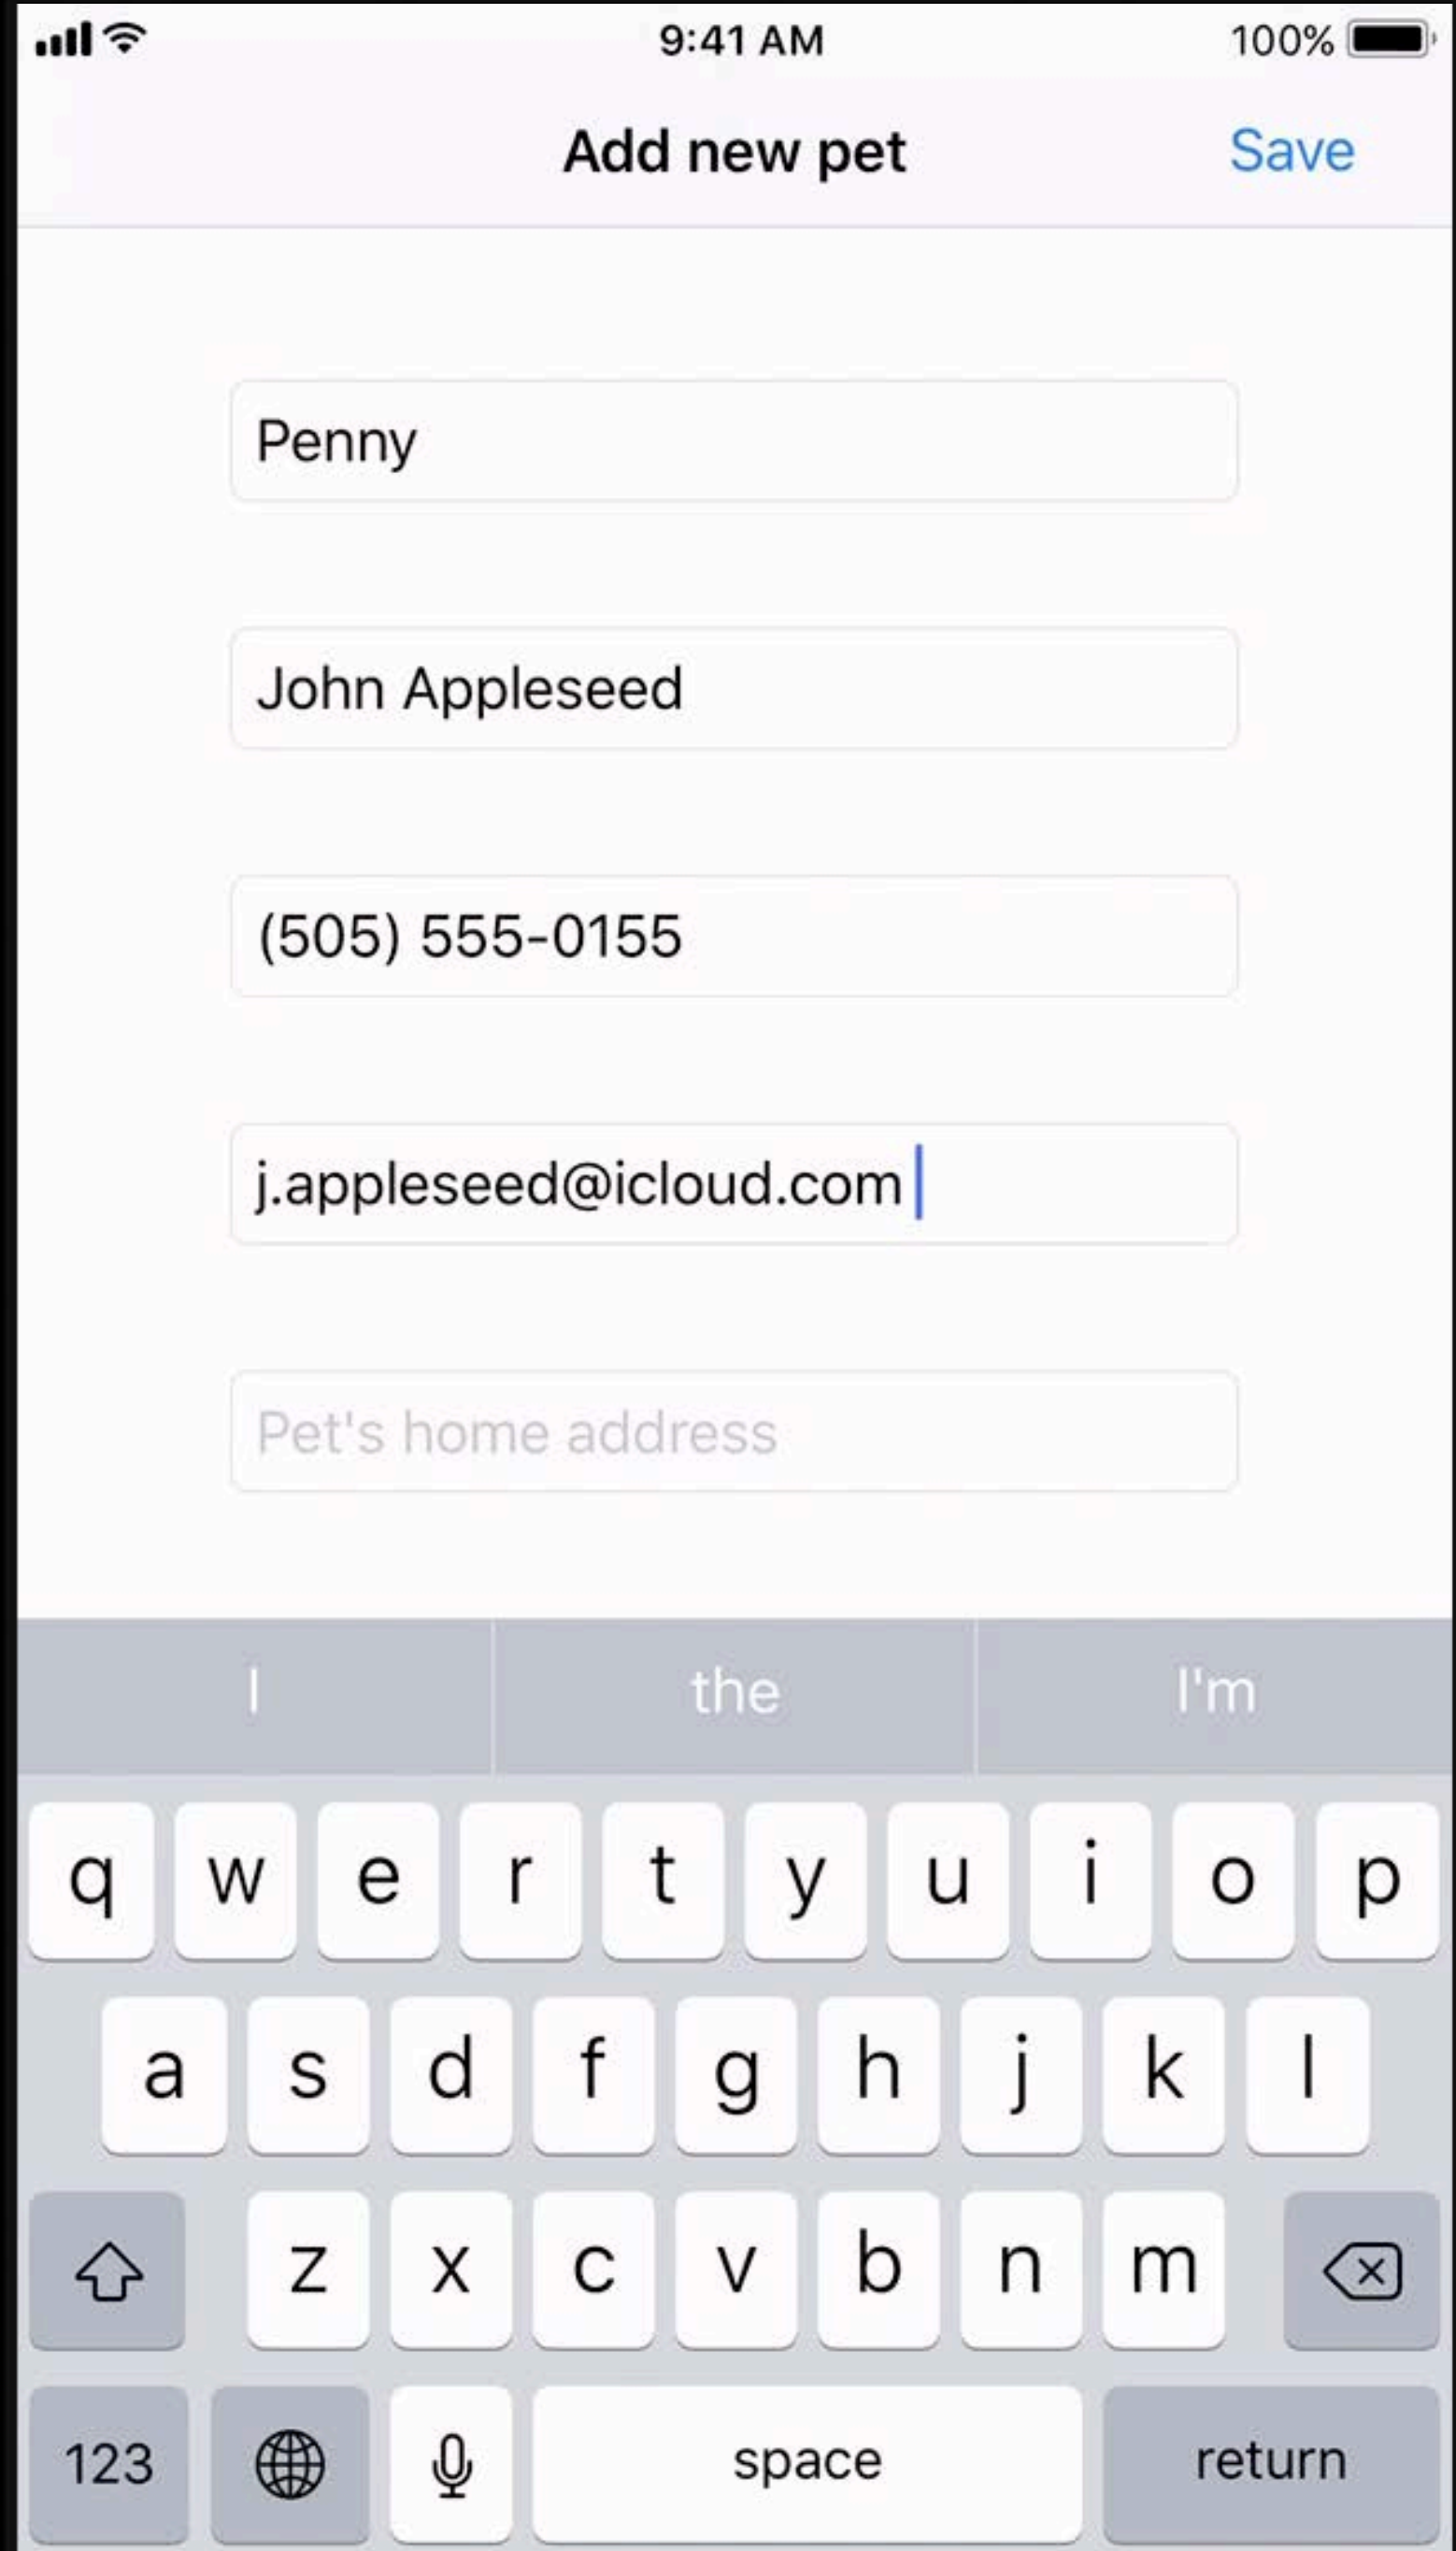 9:41 AM 100%
Add new pet Save
Penny
John Appleseed
(505) 555-0155
j.appleseed@icloud.com
Pet's home address
I the I'm
q w e r t y u i o p
a s d f g h j k l
z x c v b n m
123 space return